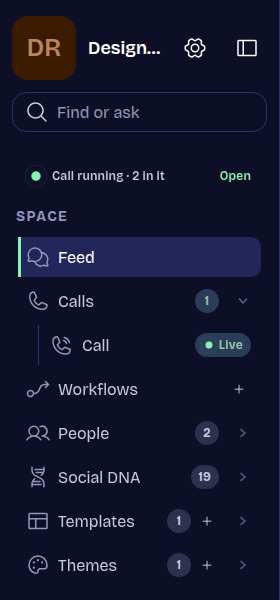 DR
Design...
Find or ask
Call running · 2 in it
Open
SPACE
Feed
Calls 1
Call Live
Workflows
People 2
Social DNA 19
Templates 1
Themes 1